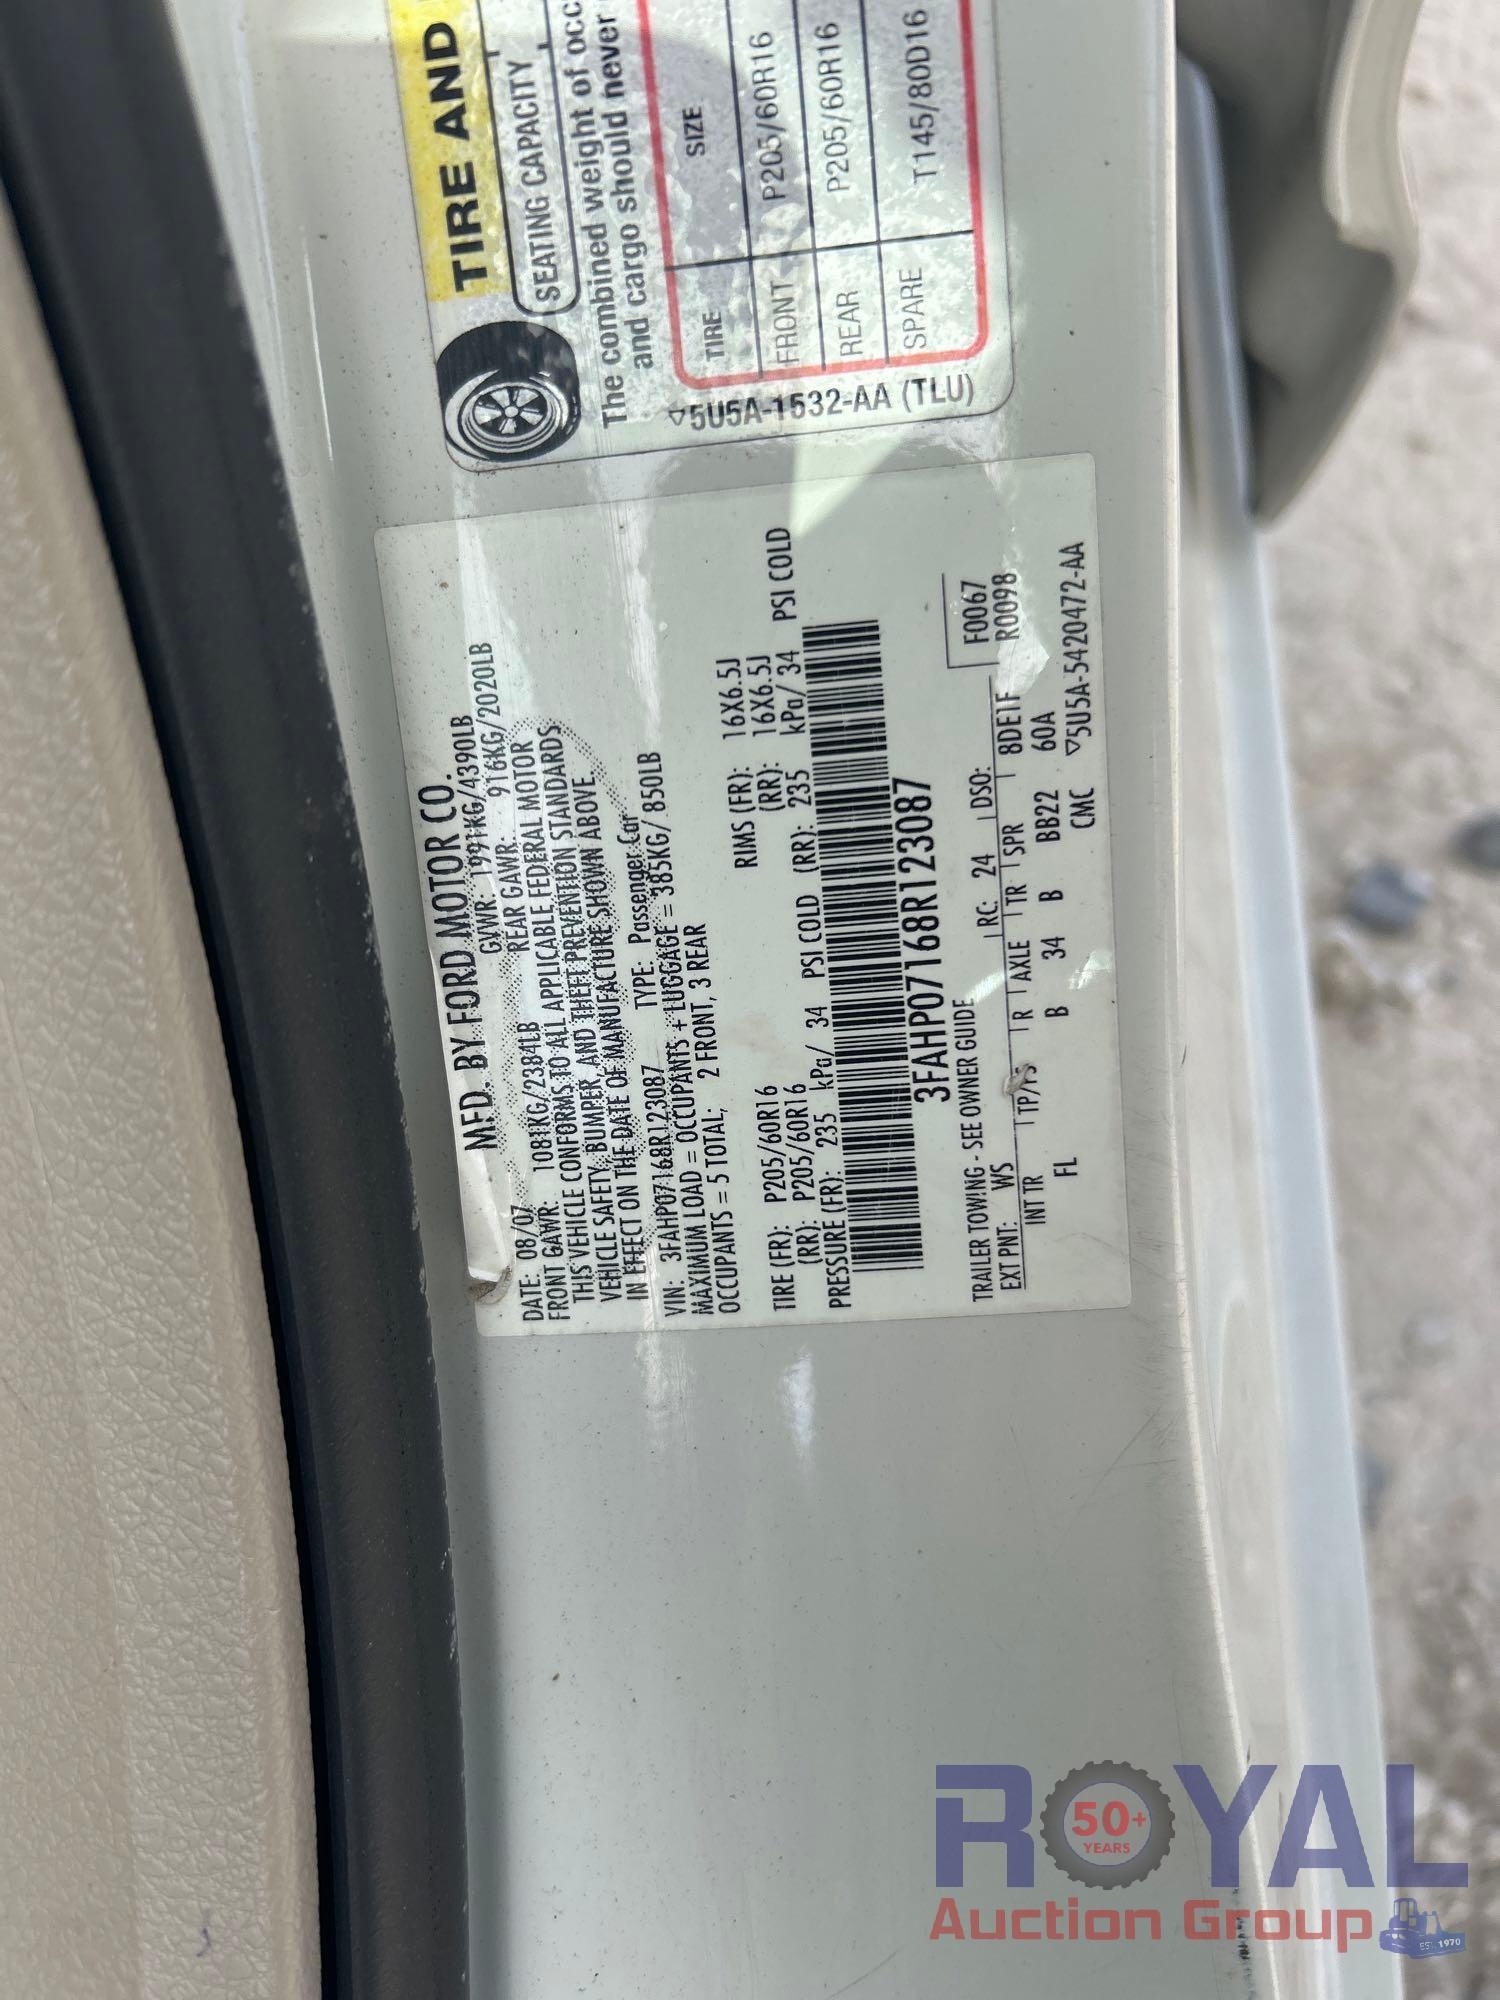 TIRE AND
SEATING CAPACITY
The combined weight of occ
and cargo should never
TIRE SIZE
FRONT P205/60R16
REAR P205/60R16
SPARE T145/80D16
▽5U5A-1532-AA (TLU)
MFD. BY FORD MOTOR CO.
DATE: 08/07 GVWR: 1991KG/4390LB
FRONT GAWR: 1081KG/2384LB REAR GAWR: 916KG/2020LB
THIS VEHICLE CONFORMS TO ALL APPLICABLE FEDERAL MOTOR
VEHICLE SAFETY, BUMPER, AND THEFT PREVENTION STANDARDS
IN EFFECT ON THE DATE OF MANUFACTURE SHOWN ABOVE.
VIN: 3FAHP07168R123087 TYPE: Passenger Car
MAXIMUM LOAD = OCCUPANTS + LUGGAGE = 385KG/ 850LB
OCCUPANTS = 5 TOTAL; 2 FRONT, 3 REAR
TIRE (FR): P205/60R16 RIMS (FR): 16X6.5J
(RR): P205/60R16 (RR): 16X6.5J
PRESSURE (FR): 235 kPa/ 34 PSI COLD (RR): 235 kPa/ 34 PSI COLD
3FAHP07168R123087
F0067
R0098
TRAILER TOWING - SEE OWNER GUIDE
EXT PNT: WS RC: 24 DSO: 8DE1F
INT TR TP/PS R AXLE TR SPR
FL B 34 B BB22 60A
CMC ▽5U5A-5420472-AA
ROYAL
50+
YEARS
Auction Group
EST. 1970